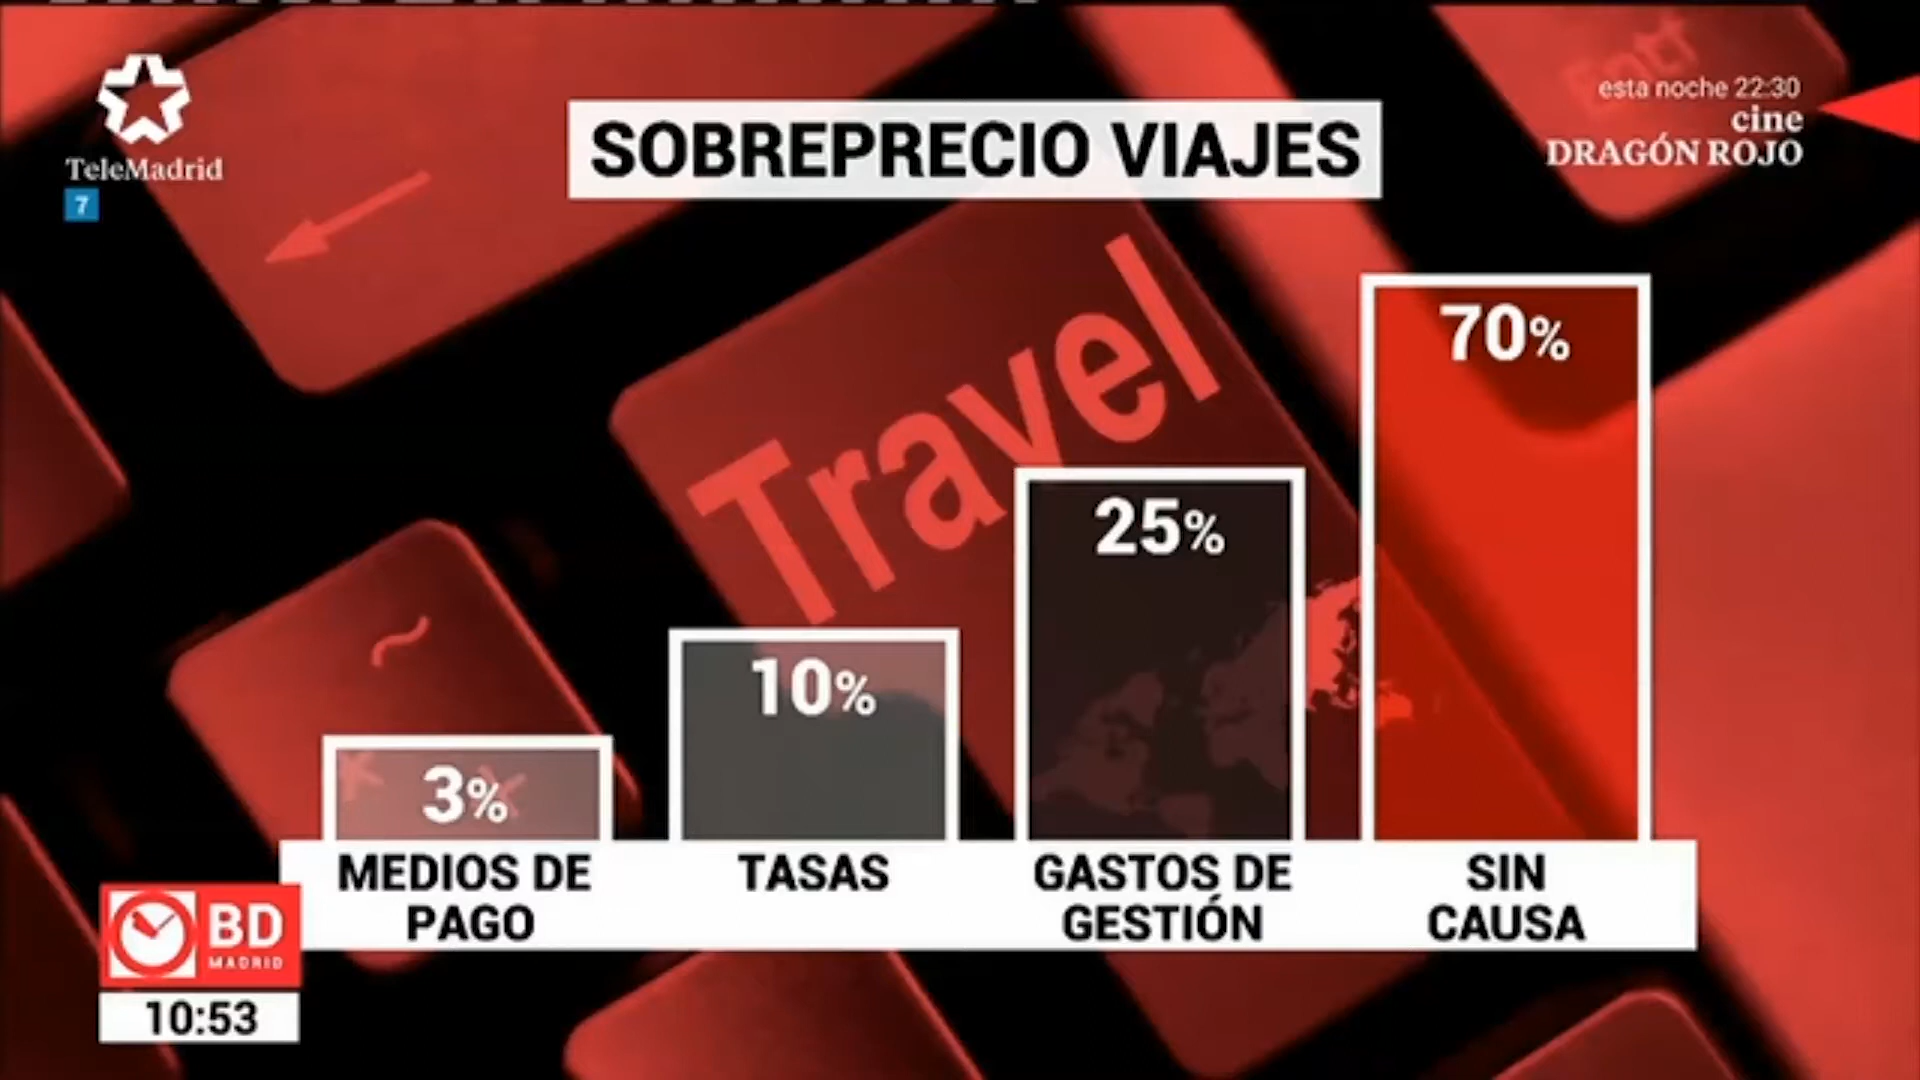 TeleMadrid
7
SOBREPRECIO VIAJES
esta noche 22:30
cine
DRAGÓN ROJO
Travel
3%
10%
25%
70%
MEDIOS DE
PAGO
TASAS
GASTOS DE
GESTIÓN
SIN
CAUSA
BD
MADRID
10:53